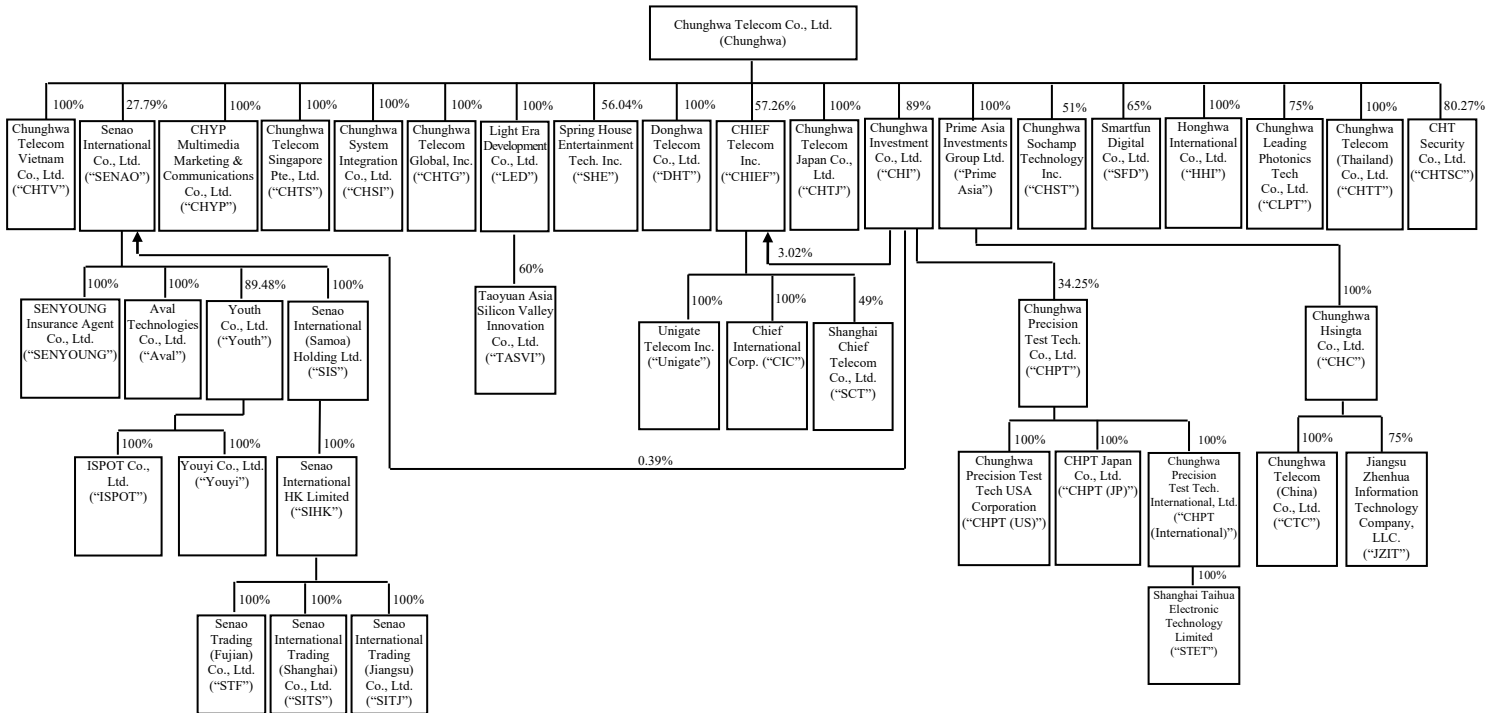 Chunghwa Telecom Co., Ltd.
(Chunghwa)
100%
27.79%
100%
100%
100%
100%
100%
56.04%
100%
57.26%
100%
89%
100%
51%
65%
100%
75%
100%
80.27%
Chunghwa
Telecom
Vietnam
Co., Ltd.
(“CHTV”)
Senao
International
Co., Ltd.
(“SENAO”)
CHYP
Multimedia
Marketing &
Communications
Co., Ltd.
(“CHYP”)
Chunghwa
Telecom
Singapore
Pte., Ltd.
(“CHTS”)
Chunghwa
System
Integration
Co., Ltd.
(“CHSI”)
Chunghwa
Telecom
Global, Inc.
(“CHTG”)
Light Era
Development
Co., Ltd.
(“LED”)
Spring House
Entertainment
Tech. Inc.
(“SHE”)
Donghwa
Telecom
Co., Ltd.
(“DHT”)
CHIEF
Telecom
Inc.
(“CHIEF”)
Chunghwa
Telecom
Japan Co.,
Ltd.
(“CHTJ”)
Chunghwa
Investment
Co., Ltd.
(“CHI”)
Prime Asia
Investments
Group Ltd.
(“Prime
Asia”)
Chunghwa
Sochamp
Technology
Inc.
(“CHST”)
Smartfun
Digital
Co., Ltd.
(“SFD”)
Honghwa
International
Co., Ltd.
(“HHI”)
Chunghwa
Leading
Photonics
Tech
Co., Ltd.
(“CLPT”)
Chunghwa
Telecom
(Thailand)
Co., Ltd.
(“CHTT”)
CHT
Security
Co., Ltd.
(“CHTSC”)
3.02%
100%
100%
89.48%
100%
60%
100%
100%
49%
34.25%
100%
SENYOUNG
Insurance Agent
Co., Ltd.
(“SENYOUNG”)
Aval
Technologies
Co., Ltd.
(“Aval”)
Youth
Co., Ltd.
(“Youth”)
Senao
International
(Samoa)
Holding Ltd.
(“SIS”)
Taoyuan Asia
Silicon Valley
Innovation
Co., Ltd.
(“TASVI”)
Unigate
Telecom Inc.
(“Unigate”)
Chief
International
Corp. (“CIC”)
Shanghai
Chief
Telecom
Co., Ltd.
(“SCT”)
Chunghwa
Precision
Test Tech.
Co., Ltd.
(“CHPT”)
Chunghwa
Hsingta
Co., Ltd.
(“CHC”)
100%
100%
100%
0.39%
100%
100%
100%
100%
75%
ISPOT Co.,
Ltd.
(“ISPOT”)
Youyi Co., Ltd.
(“Youyi”)
Senao
International
HK Limited
(“SIHK”)
Chunghwa
Precision Test
Tech USA
Corporation
(“CHPT (US)”)
CHPT Japan
Co., Ltd.
(“CHPT (JP)”)
Chunghwa
Precision
Test Tech.
International, Ltd.
(“CHPT
(International)”)
Chunghwa
Telecom
(China)
Co., Ltd.
(“CTC”)
Jiangsu
Zhenhua
Information
Technology
Company,
LLC.
(“JZIT”)
100%
100%
100%
100%
Senao
Trading
(Fujian)
Co., Ltd.
(“STF”)
Senao
International
Trading
(Shanghai)
Co., Ltd.
(“SITS”)
Senao
International
Trading
(Jiangsu)
Co., Ltd.
(“SITJ”)
Shanghai Taihua
Electronic
Technology
Limited
(“STET”)